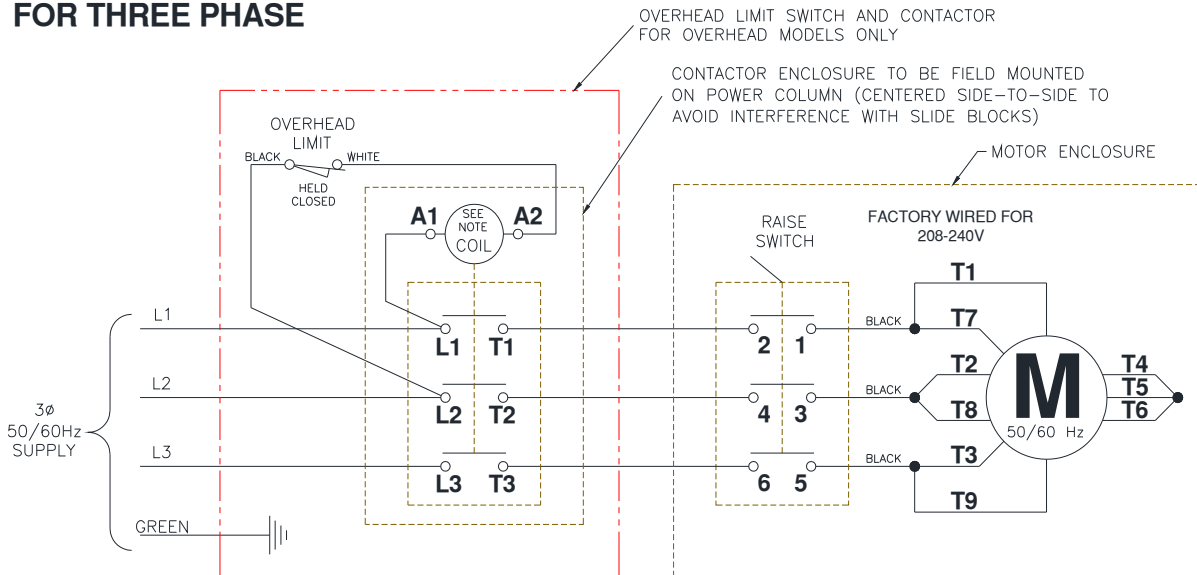 FOR THREE PHASE
OVERHEAD LIMIT SWITCH AND CONTACTOR
FOR OVERHEAD MODELS ONLY
CONTACTOR ENCLOSURE TO BE FIELD MOUNTED
ON POWER COLUMN (CENTERED SIDE-TO-SIDE TO
AVOID INTERFERENCE WITH SLIDE BLOCKS)
MOTOR ENCLOSURE
OVERHEAD
LIMIT
BLACK
WHITE
HELD
CLOSED
A1
SEE
NOTE
COIL
A2
RAISE
SWITCH
FACTORY WIRED FOR
208-240V
3ø
50/60Hz
SUPPLY
L1
L2
L3
GREEN
L1 T1
L2 T2
L3 T3
2 1
4 3
6 5
BLACK
BLACK
BLACK
T1
T7
T2
T8
T3
T9
M
50/60 Hz
T4
T5
T6